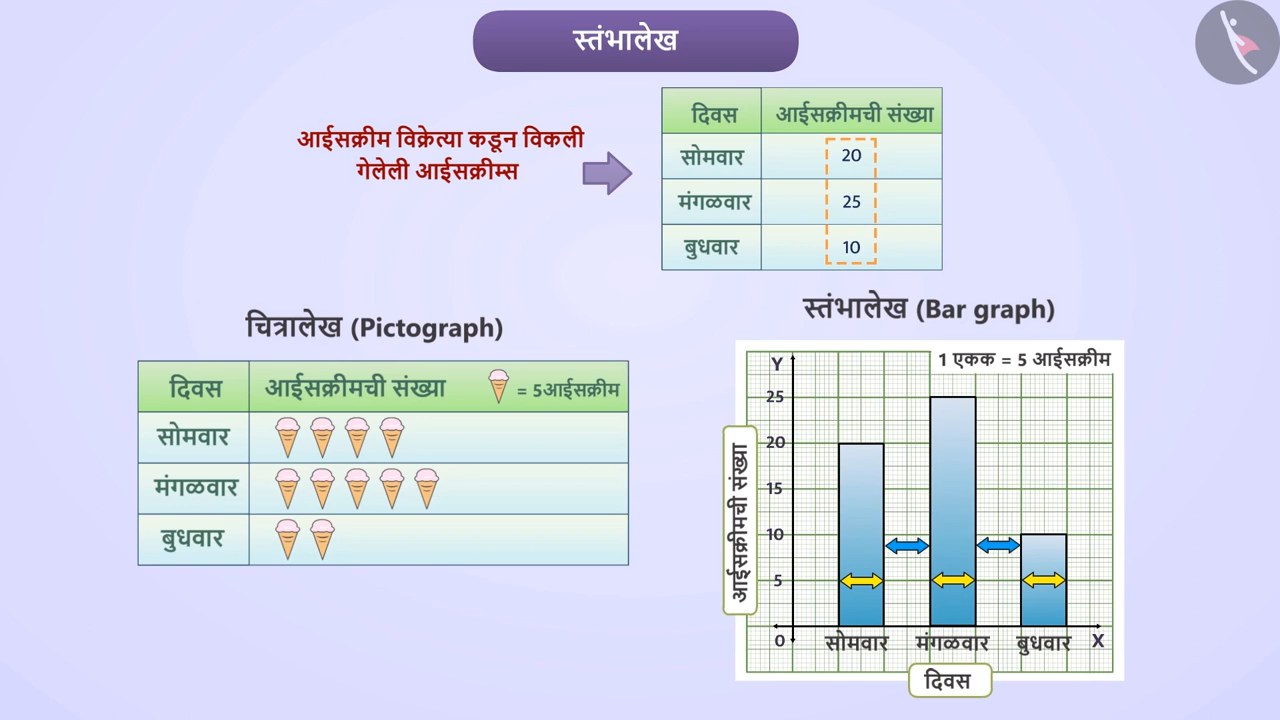 स्तंभालेख
आईसक्रीम विक्रेत्या कडून विकली
गेलेली आईसक्रीम्स
दिवस आईसक्रीमची संख्या
सोमवार 20
मंगळवार 25
बुधवार 10
चित्रालेख (Pictograph)
दिवस आईसक्रीमची संख्या = 5आईसक्रीम
सोमवार
मंगळवार
बुधवार
स्तंभालेख (Bar graph)
1 एकक = 5 आईसक्रीम
Y
25
20
15
10
5
0
आईसक्रीमची संख्या
सोमवार मंगळवार बुधवार X
दिवस